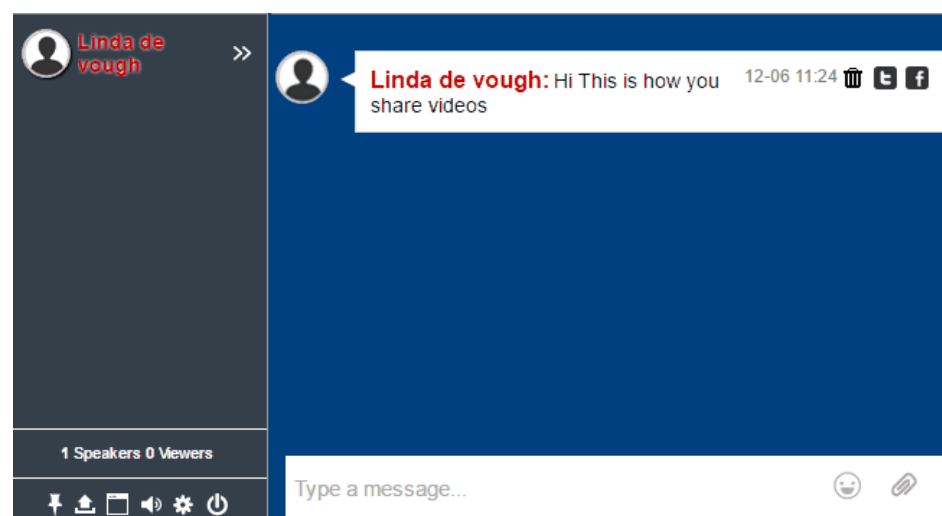 Linda de
vough
Linda de vough: Hi This is how you
share videos
12-06 11:24
1 Speakers 0 Viewers
Type a message...